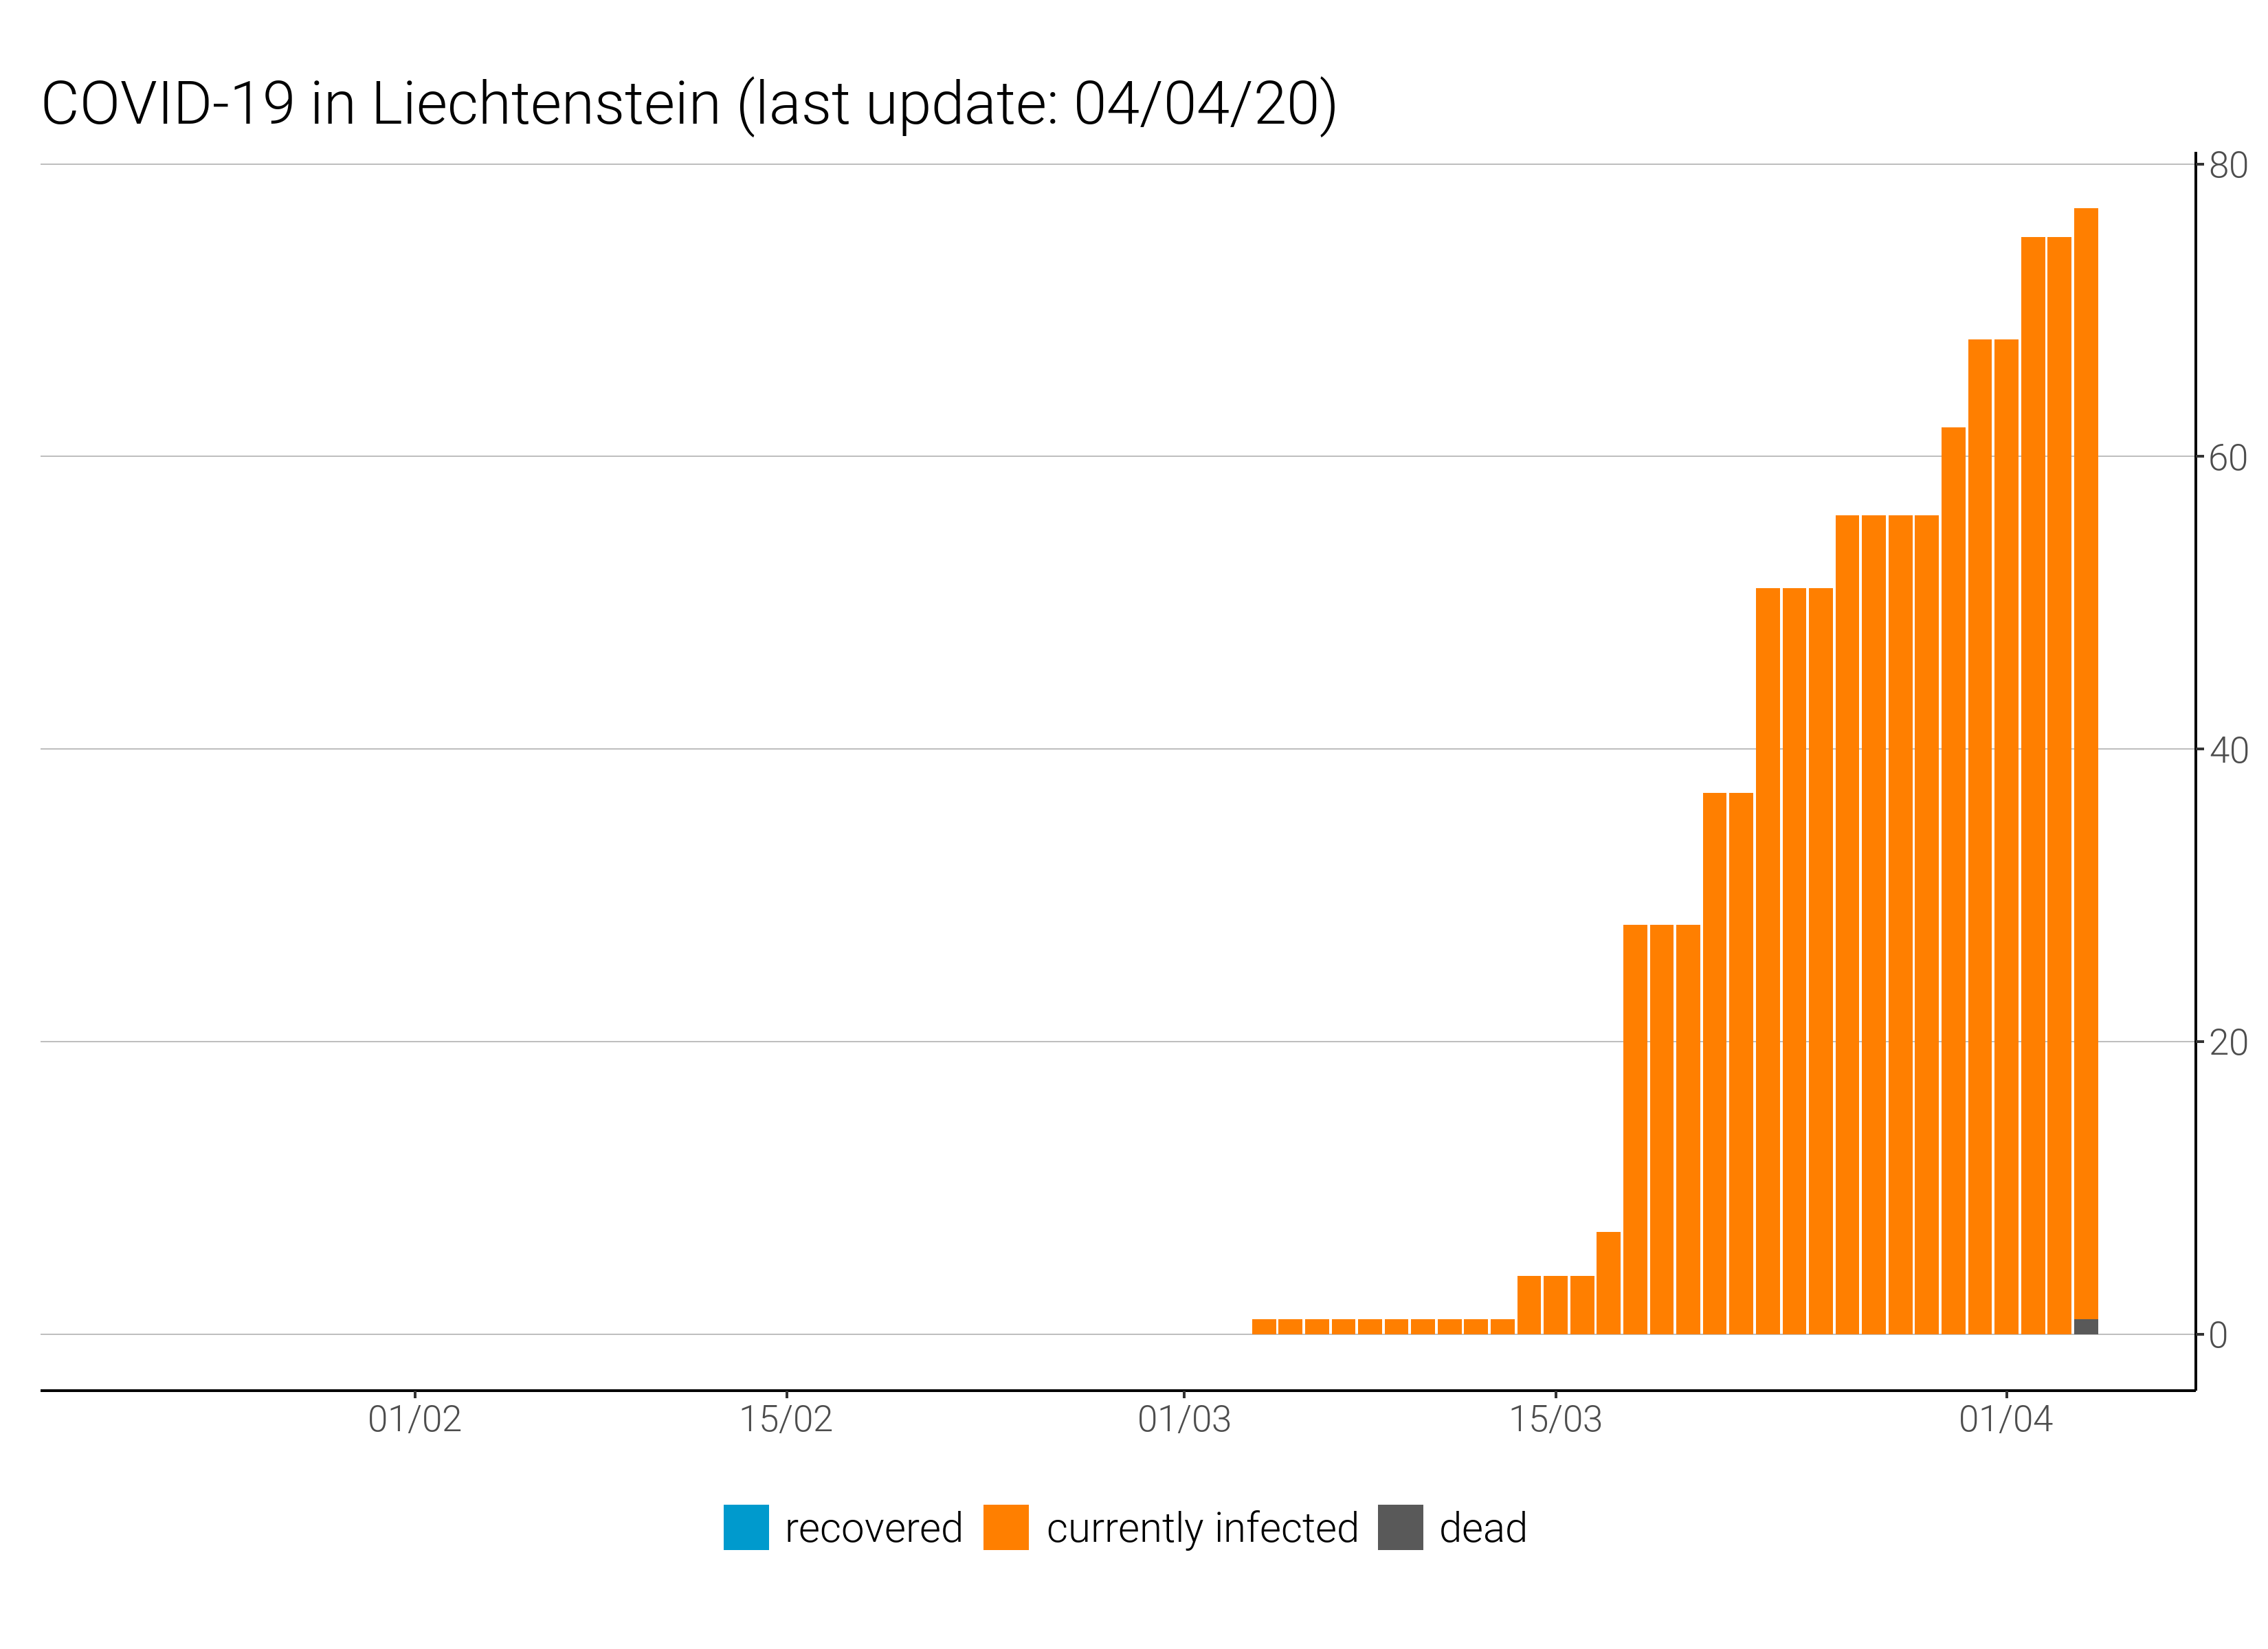 COVID-19 in Liechtenstein (last update: 04/04/20)
80
60
40
20
0
01/02 15/02 01/03 15/03 01/04
recovered currently infected dead